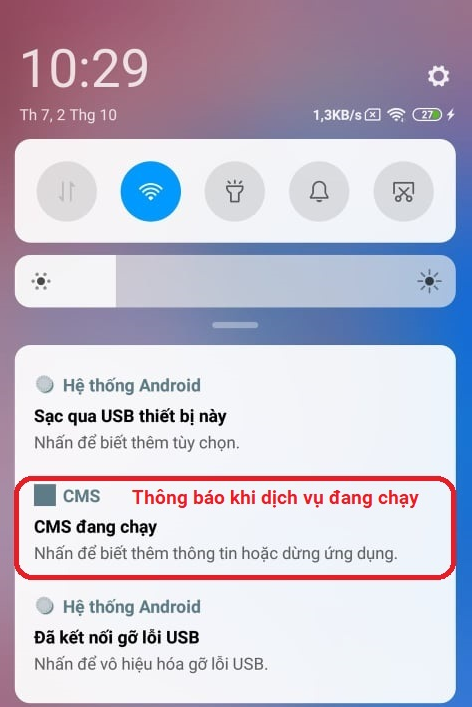 10:29
Th 7, 2 Thg 10
1,3KB/s
27
Hệ thống Android
Sạc qua USB thiết bị này
Nhấn để biết thêm tùy chọn.
CMS Thông báo khi dịch vụ đang chạy
CMS đang chạy
Nhấn để biết thêm thông tin hoặc dừng ứng dụng.
Hệ thống Android
Đã kết nối gỡ lỗi USB
Nhấn để vô hiệu hóa gỡ lỗi USB.